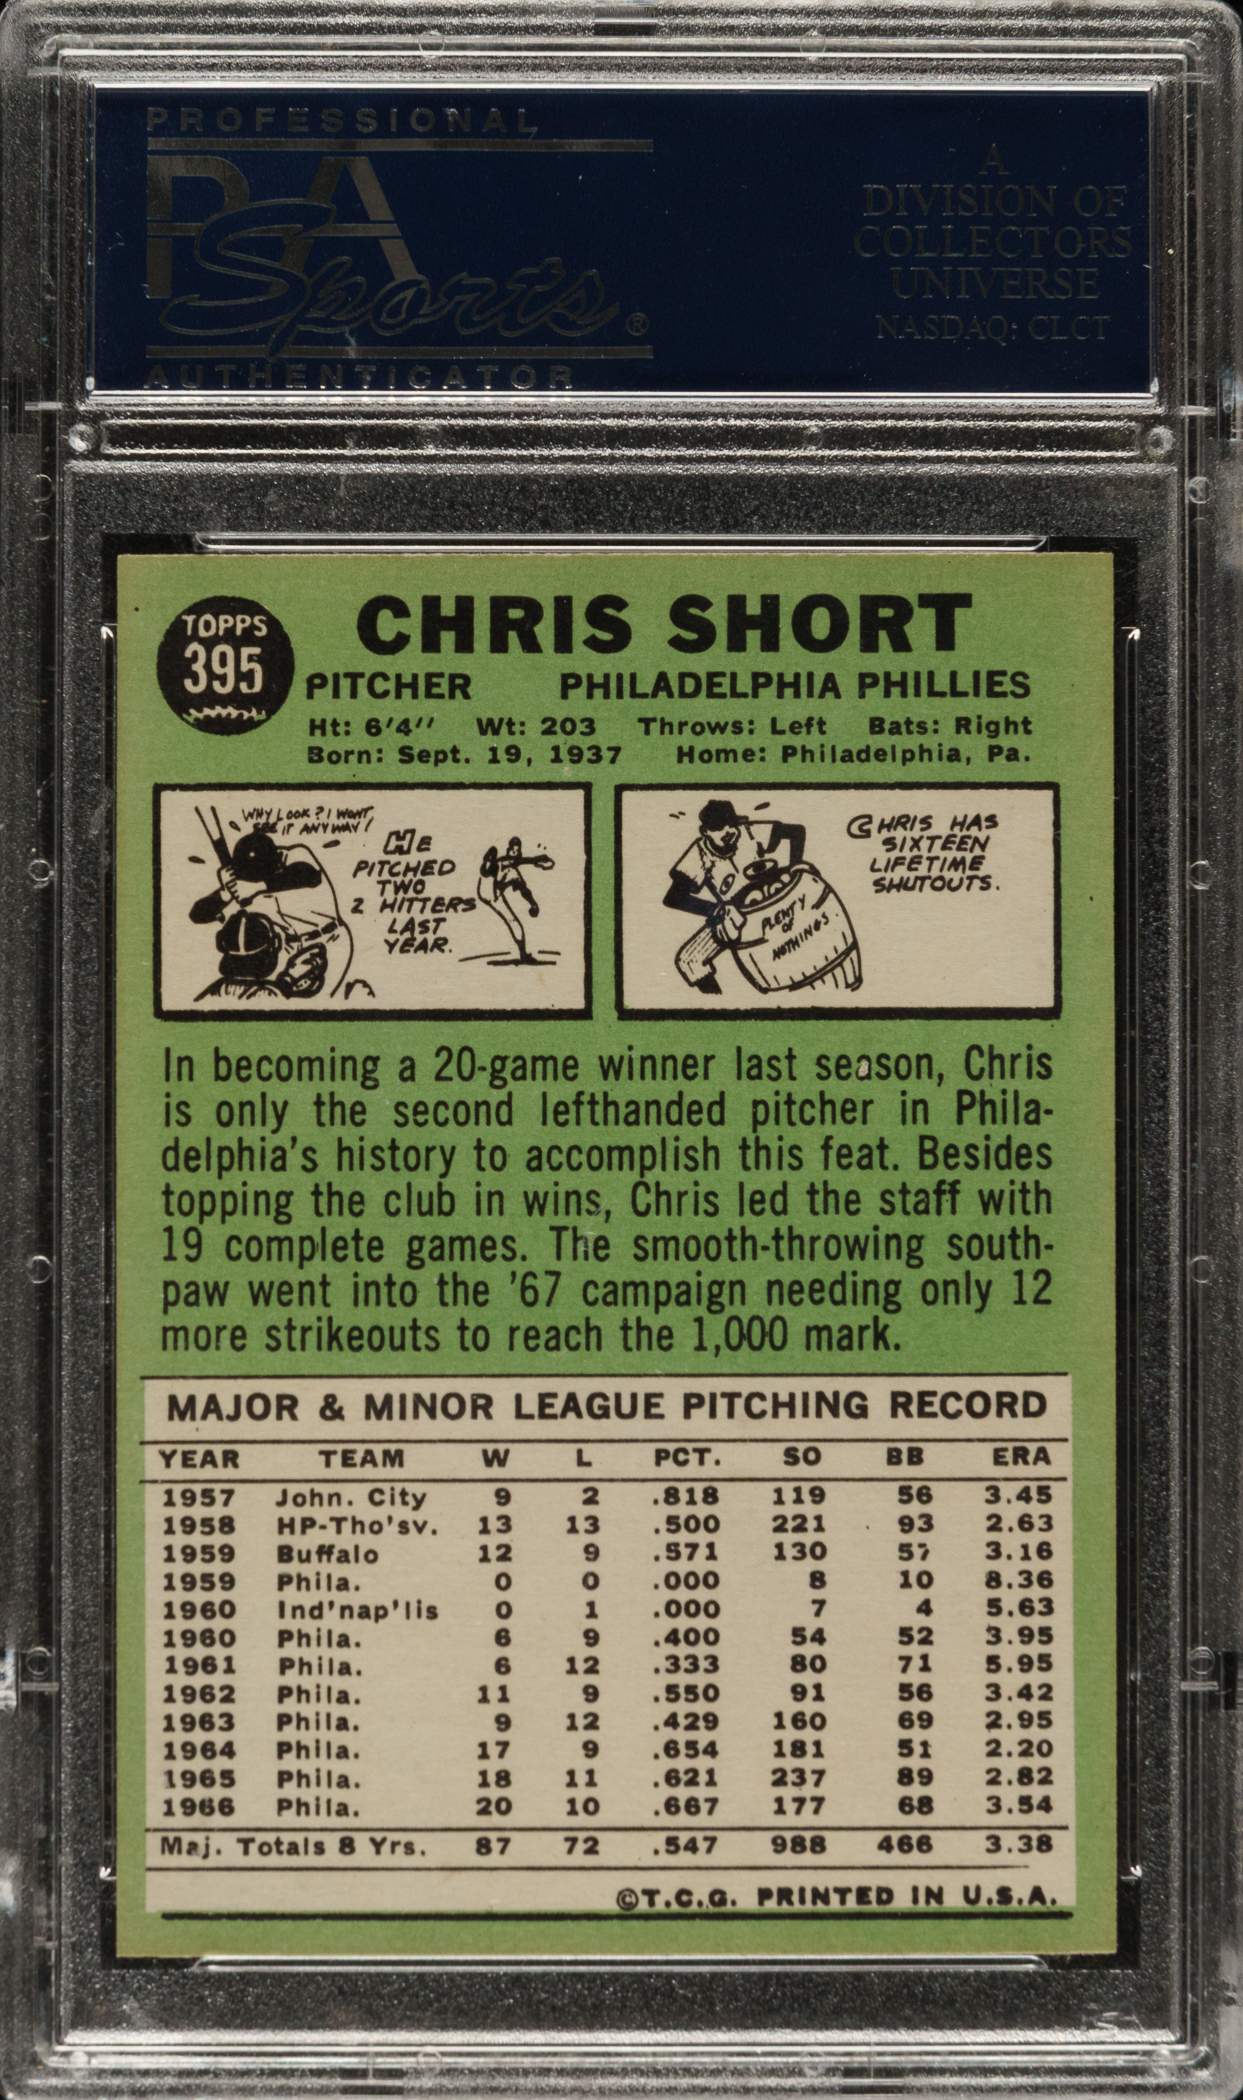 PROFESSIONAL
PSA
Sports®
AUTHENTICATOR
A
DIVISION OF
COLLECTORS
UNIVERSE
NASDAQ: CLCT
TOPPS
395
CHRIS SHORT
PITCHER PHILADELPHIA PHILLIES
Ht: 6'4'' Wt: 203 Throws: Left Bats: Right
Born: Sept. 19, 1937 Home: Philadelphia, Pa.
WHY LOOK? I WONT
SEE IT ANYWAY!
HE
PITCHED
TWO
2 HITTERS
LAST
YEAR.
CHRIS HAS
SIXTEEN
LIFETIME
SHUTOUTS.
PLENTY
OF
NOTHINGS.
In becoming a 20-game winner last season, Chris
is only the second lefthanded pitcher in Phila-
delphia's history to accomplish this feat. Besides
topping the club in wins, Chris led the staff with
19 complete games. The smooth-throwing south-
paw went into the '67 campaign needing only 12
more strikeouts to reach the 1,000 mark.
MAJOR & MINOR LEAGUE PITCHING RECORD
YEAR TEAM W L PCT. SO BB ERA
1957 John. City 9 2 .818 119 56 3.45
1958 HP-Tho'sv. 13 13 .500 221 93 2.63
1959 Buffalo 12 9 .571 130 57 3.16
1959 Phila. 0 0 .000 8 10 8.36
1960 Ind'nap'lis 0 1 .000 7 4 5.63
1960 Phila. 6 9 .400 54 52 3.95
1961 Phila. 6 12 .333 80 71 5.95
1962 Phila. 11 9 .550 91 56 3.42
1963 Phila. 9 12 .429 160 69 2.95
1964 Phila. 17 9 .654 181 51 2.20
1965 Phila. 18 11 .621 237 89 2.82
1966 Phila. 20 10 .667 177 68 3.54
Maj. Totals 8 Yrs. 87 72 .547 988 466 3.38
©T.C.G. PRINTED IN U.S.A.